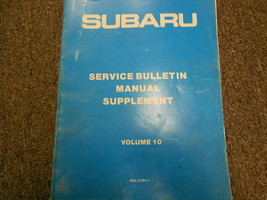 SUBARU
SERVICE BULLETIN
MANUAL
SUPPLEMENT
VOLUME 10